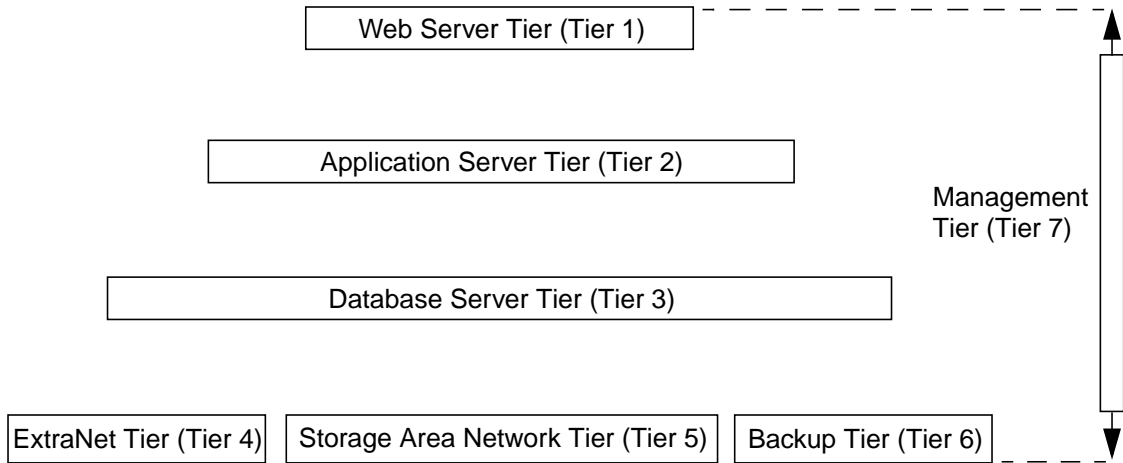 Web Server Tier (Tier 1)
Application Server Tier (Tier 2)
Management
Tier (Tier 7)
Database Server Tier (Tier 3)
ExtraNet Tier (Tier 4)
Storage Area Network Tier (Tier 5)
Backup Tier (Tier 6)